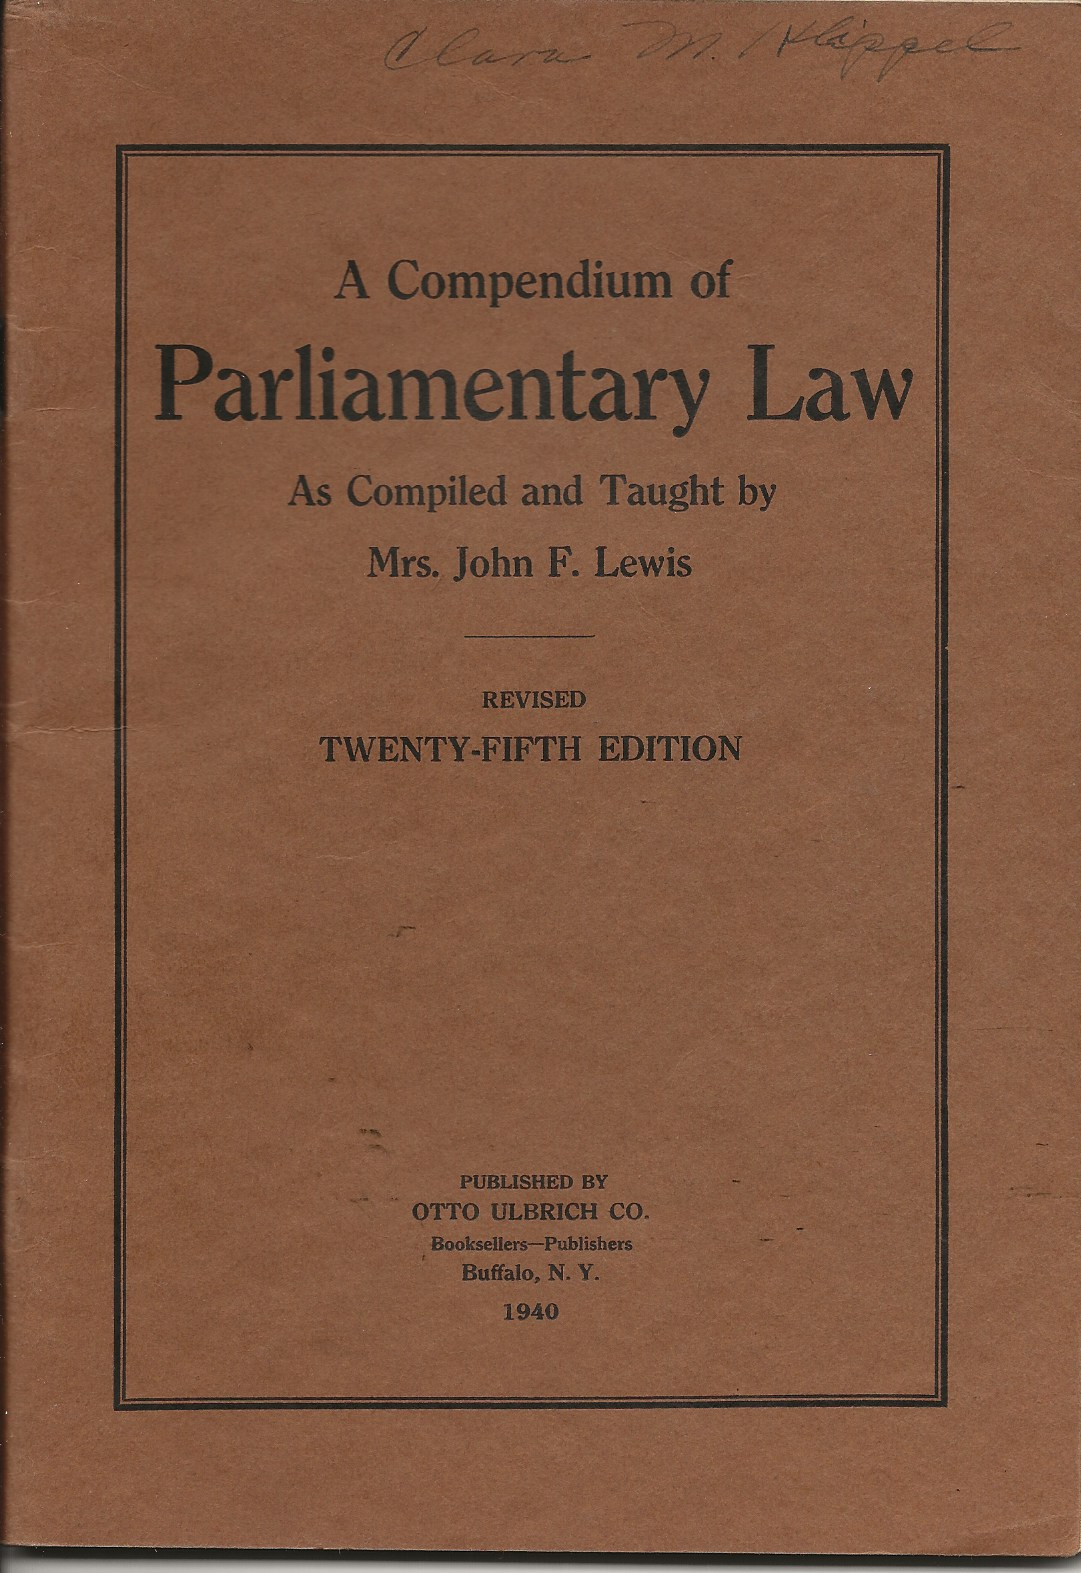 Clara M. Klippel
A Compendium of
Parliamentary Law
As Compiled and Taught by
Mrs. John F. Lewis
REVISED
TWENTY-FIFTH EDITION
PUBLISHED BY
OTTO ULBRICH CO.
Booksellers—Publishers
Buffalo, N. Y.
1940